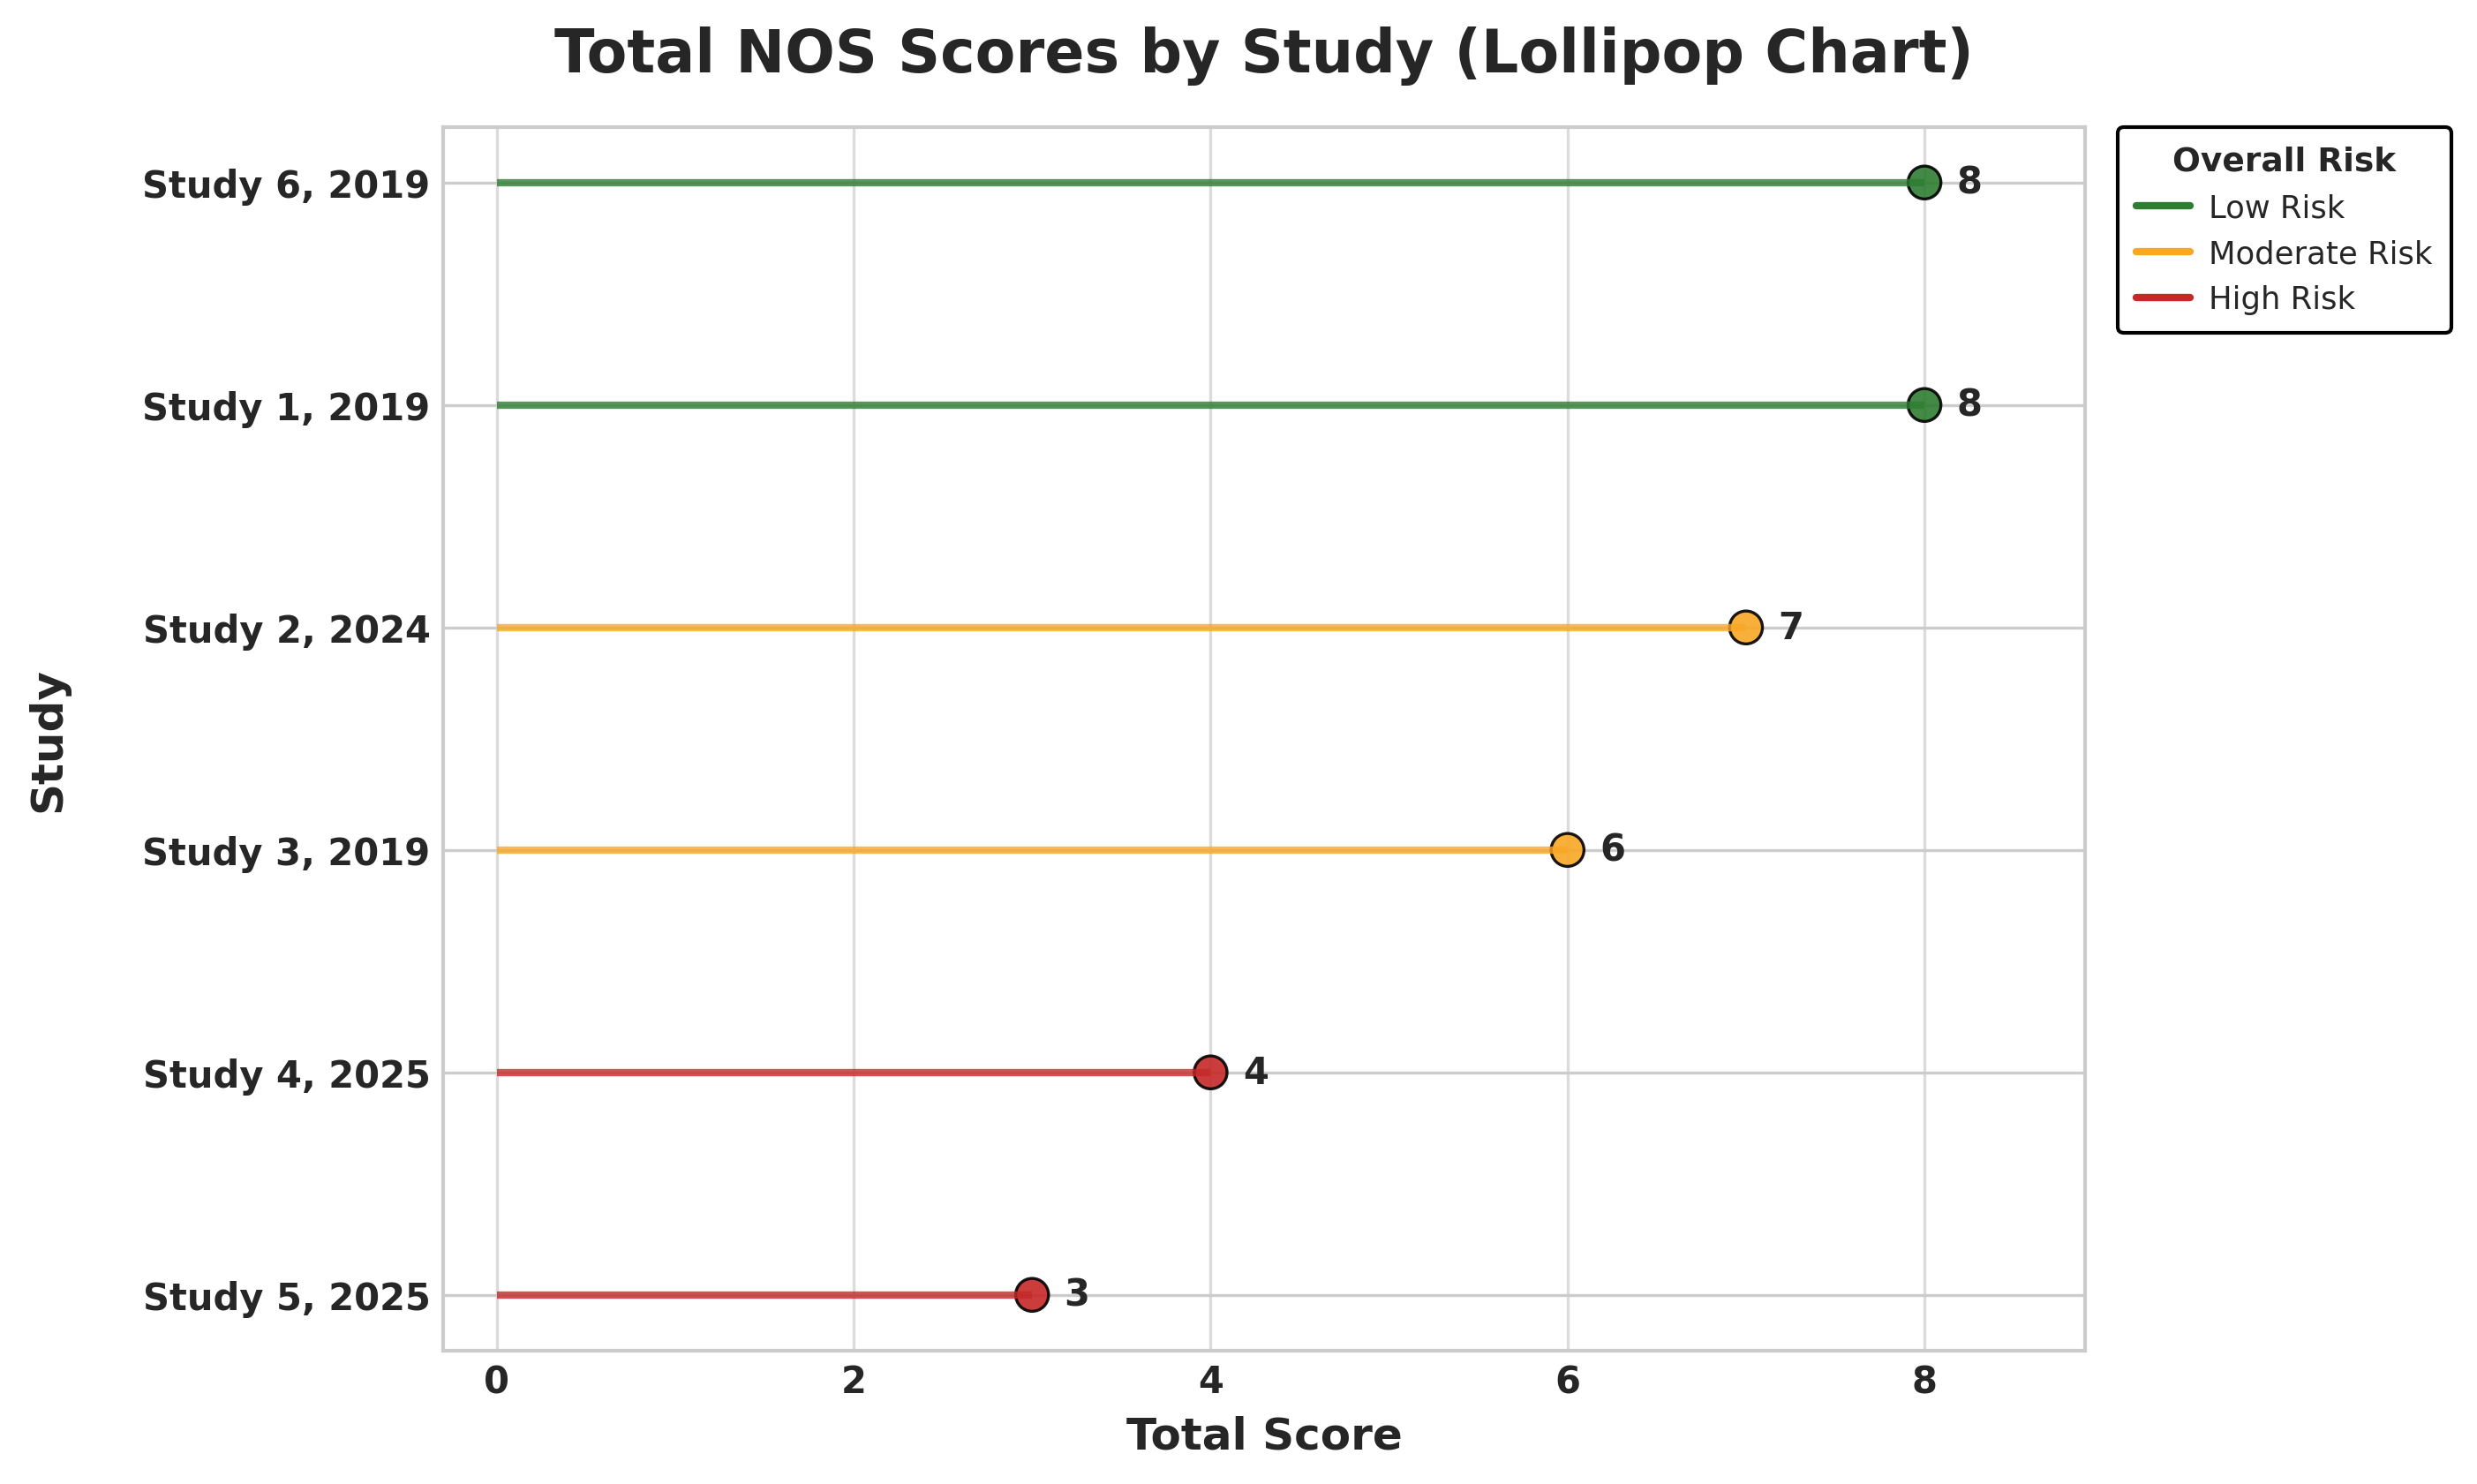 Total NOS Scores by Study (Lollipop Chart)
Overall Risk
Low Risk
Moderate Risk
High Risk
Study
Study 6, 2019
8
Study 1, 2019
8
Study 2, 2024
7
Study 3, 2019
6
Study 4, 2025
4
Study 5, 2025
3
0 2 4 6 8
Total Score